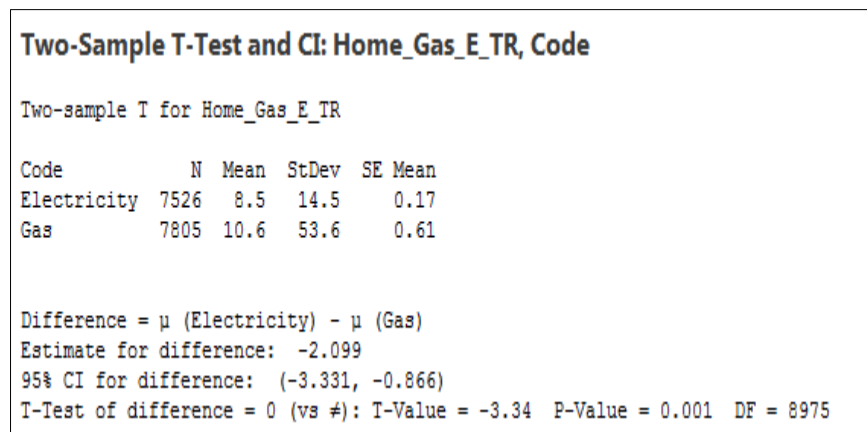 Two-Sample T-Test and CI: Home_Gas_E_TR, Code
Two-sample T for Home_Gas_E_TR
Code N Mean StDev SE Mean
Electricity 7526 8.5 14.5 0.17
Gas 7805 10.6 53.6 0.61
Difference = μ (Electricity) - μ (Gas)
Estimate for difference: -2.099
95% CI for difference: (-3.331, -0.866)
T-Test of difference = 0 (vs ≠): T-Value = -3.34 P-Value = 0.001 DF = 8975